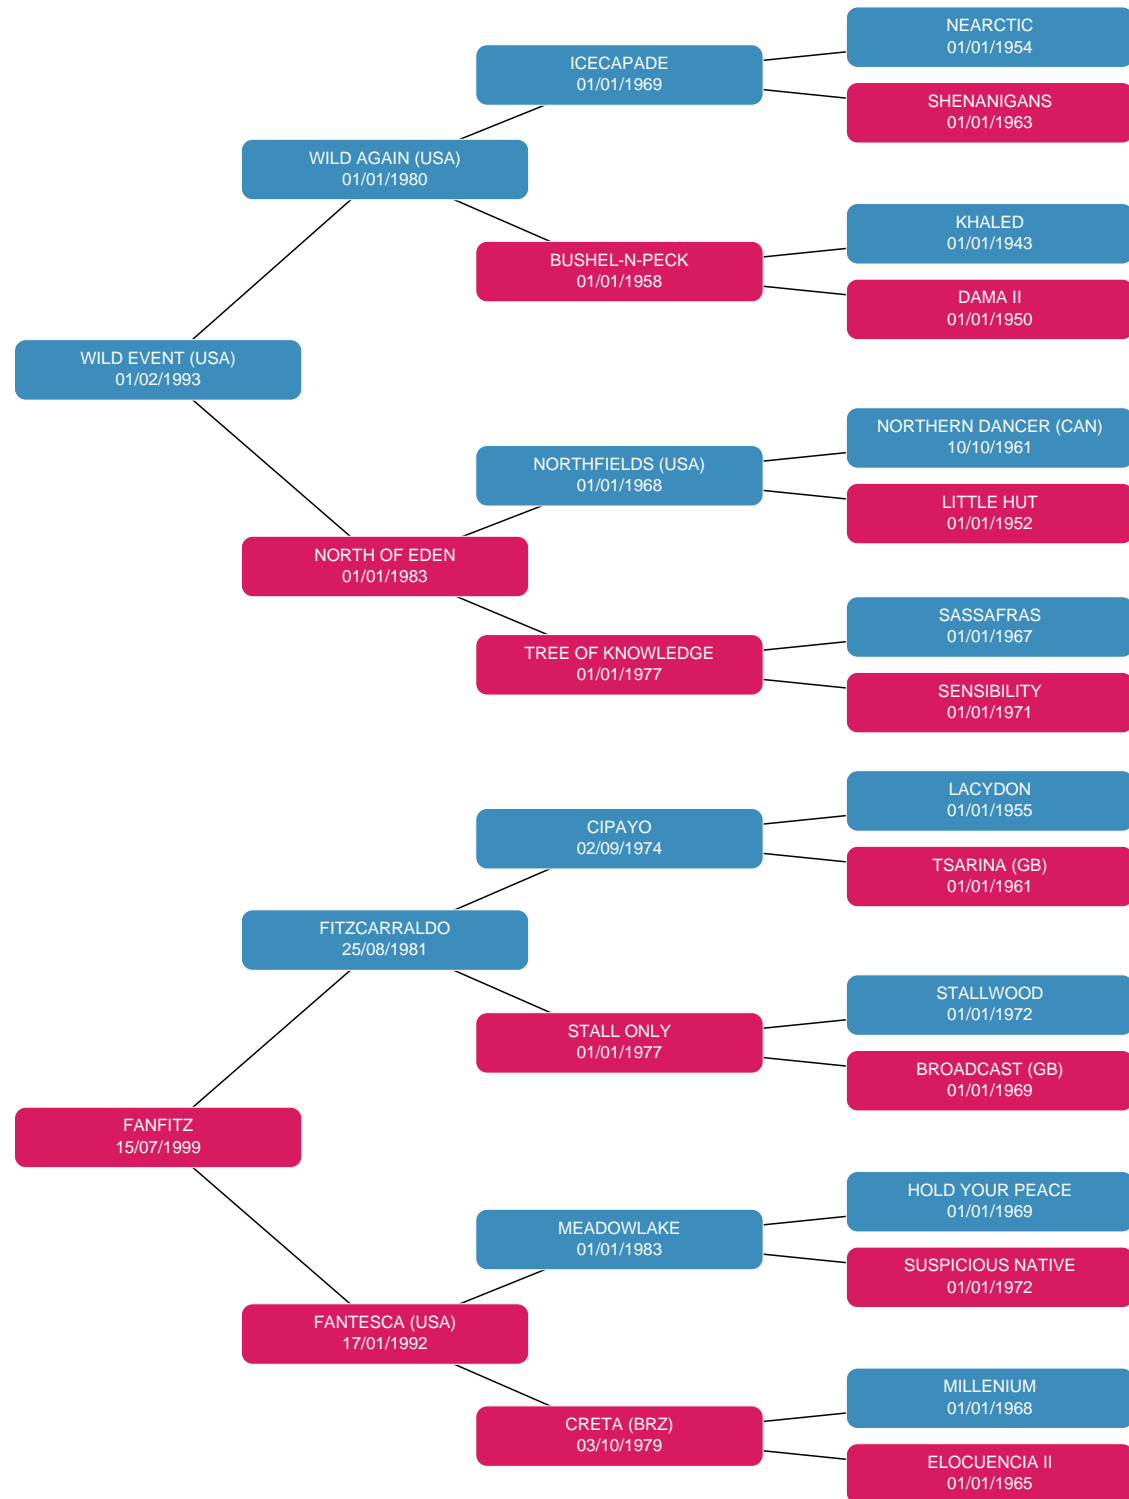 NEARCTIC
01/01/1954
ICECAPADE
01/01/1969
SHENANIGANS
01/01/1963
WILD AGAIN (USA)
01/01/1980
KHALED
01/01/1943
BUSHEL-N-PECK
01/01/1958
DAMA II
01/01/1950
WILD EVENT (USA)
01/02/1993
NORTHERN DANCER (CAN)
10/10/1961
NORTHFIELDS (USA)
01/01/1968
LITTLE HUT
01/01/1952
NORTH OF EDEN
01/01/1983
SASSAFRAS
01/01/1967
TREE OF KNOWLEDGE
01/01/1977
SENSIBILITY
01/01/1971
LACYDON
01/01/1955
CIPAYO
02/09/1974
TSARINA (GB)
01/01/1961
FITZCARRALDO
25/08/1981
STALLWOOD
01/01/1972
STALL ONLY
01/01/1977
BROADCAST (GB)
01/01/1969
FANFITZ
15/07/1999
HOLD YOUR PEACE
01/01/1969
MEADOWLAKE
01/01/1983
SUSPICIOUS NATIVE
01/01/1972
FANTESCA (USA)
17/01/1992
MILLENIUM
01/01/1968
CRETA (BRZ)
03/10/1979
ELOCUENCIA II
01/01/1965